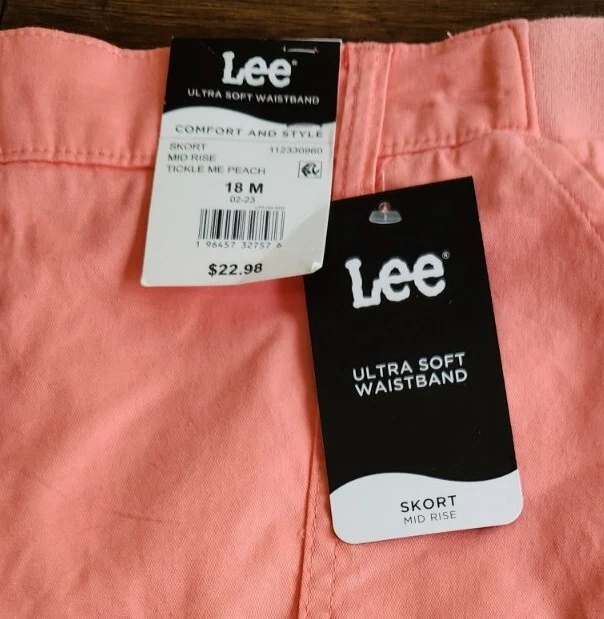 Lee®
ULTRA SOFT WAISTBAND
COMFORT AND STYLE
SKORT 112330960
MID RISE
TICKLE ME PEACH
18 M
02-23
1 96457 32757 6
$22.98
Lee®
ULTRA SOFT
WAISTBAND
SKORT
MID RISE